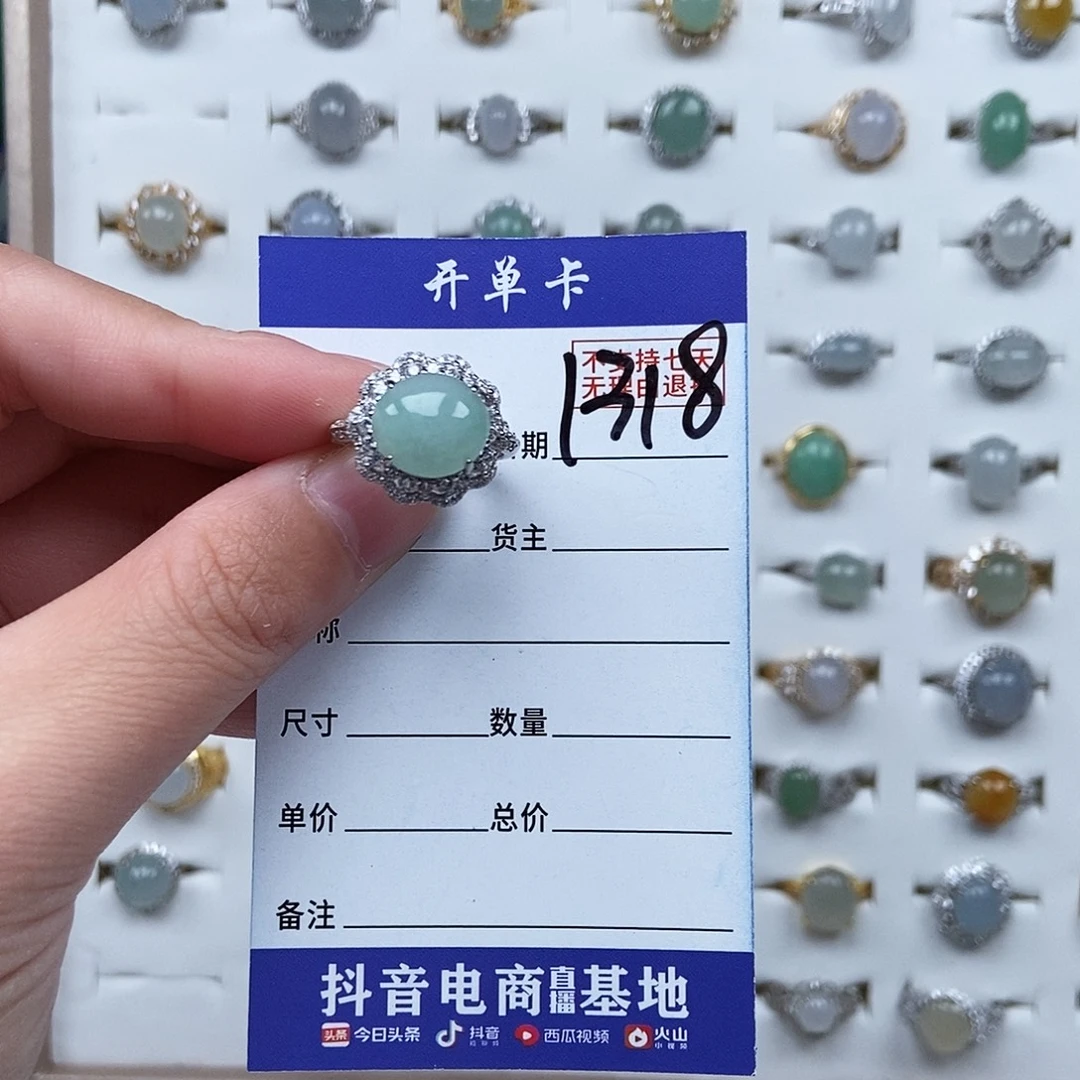 开单卡
1318
不支持七天
无理由退
期
货主
称
尺寸 数量
单价 总价
备注
抖音电商直播基地
头条 今日头条 抖音 西瓜视频 火山